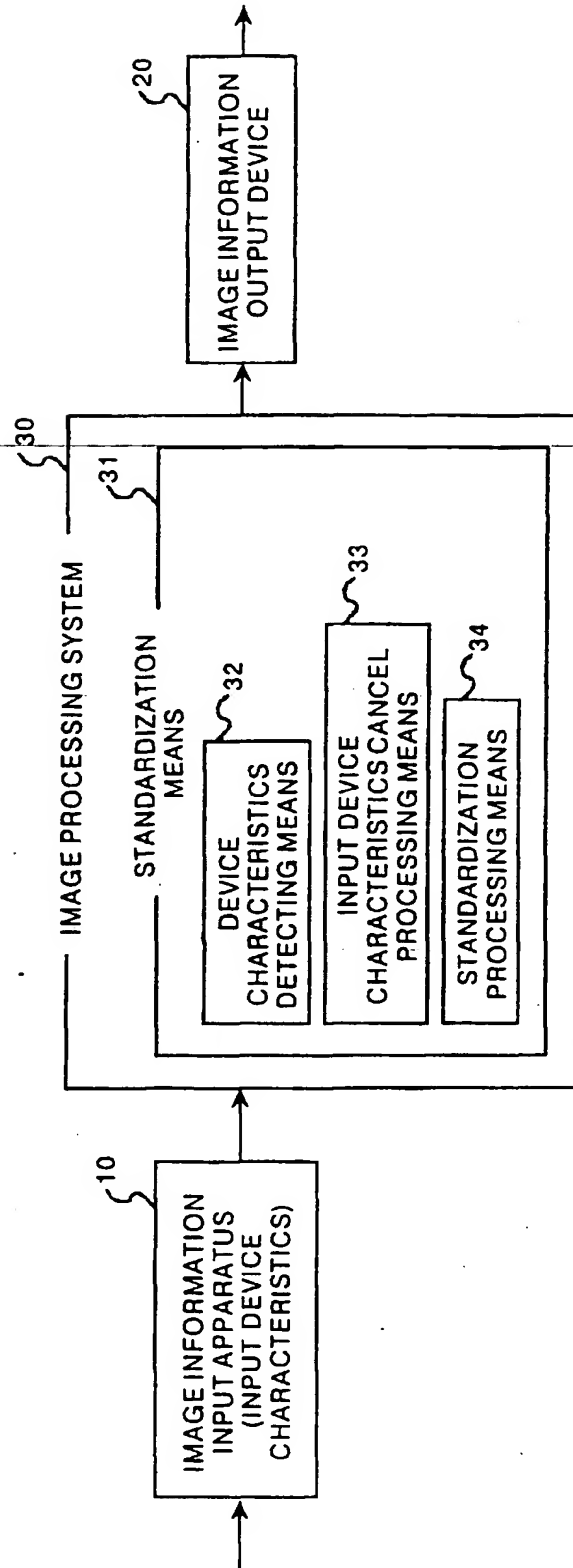 10
IMAGE INFORMATION
INPUT APPARATUS
(INPUT DEVICE
CHARACTERISTICS)
IMAGE PROCESSING SYSTEM
30
STANDARDIZATION
MEANS
31
32
DEVICE
CHARACTERISTICS
DETECTING MEANS
33
INPUT DEVICE
CHARACTERISTICS CANCEL
PROCESSING MEANS
34
STANDARDIZATION
PROCESSING MEANS
20
IMAGE INFORMATION
OUTPUT DEVICE